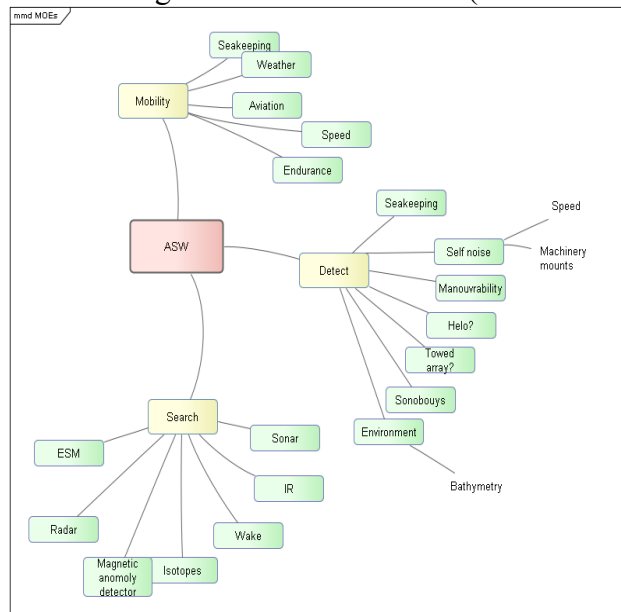 mmd MOEs
Seakeeping
Weather
Mobility
Aviation
Speed
Endurance
Seakeeping
Speed
ASW
Self noise
Machinery
mounts
Detect
Manouvrability
Helo?
Towed
array?
Sonobouys
Search
Environment
Sonar
ESM
Bathymetry
IR
Radar
Wake
Magnetic
anomoly
detector
Isotopes